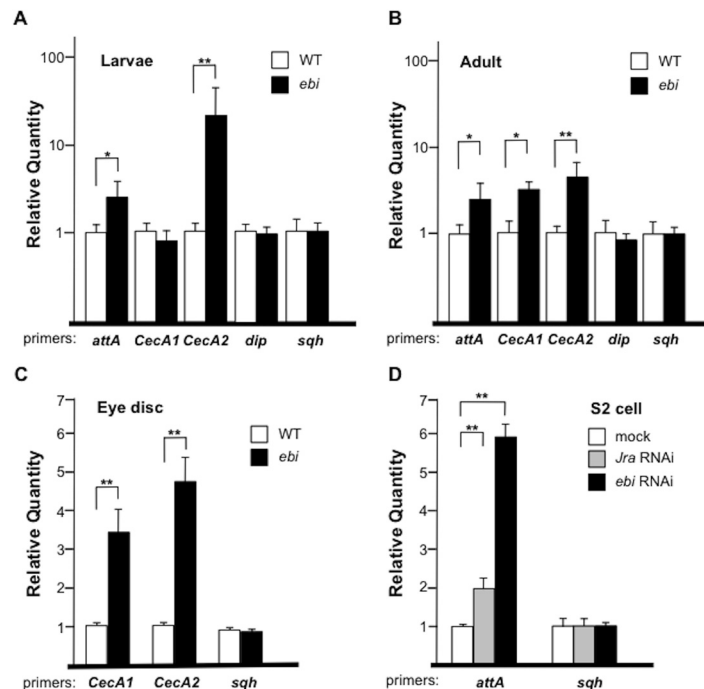 A
Larvae
WT
ebi
Relative Quantity
100
10
1
*
**
primers: attA CecA1 CecA2 dip sqh
B
Adult
WT
ebi
Relative Quantity
100
10
1
*
*
**
primers: attA CecA1 CecA2 dip sqh
C
Eye disc
WT
ebi
Relative Quantity
7
6
5
4
3
2
1
**
**
primers: CecA1 CecA2 sqh
D
S2 cell
mock
Jra RNAi
ebi RNAi
Relative Quantity
7
6
5
4
3
2
1
**
**
primers: attA sqh